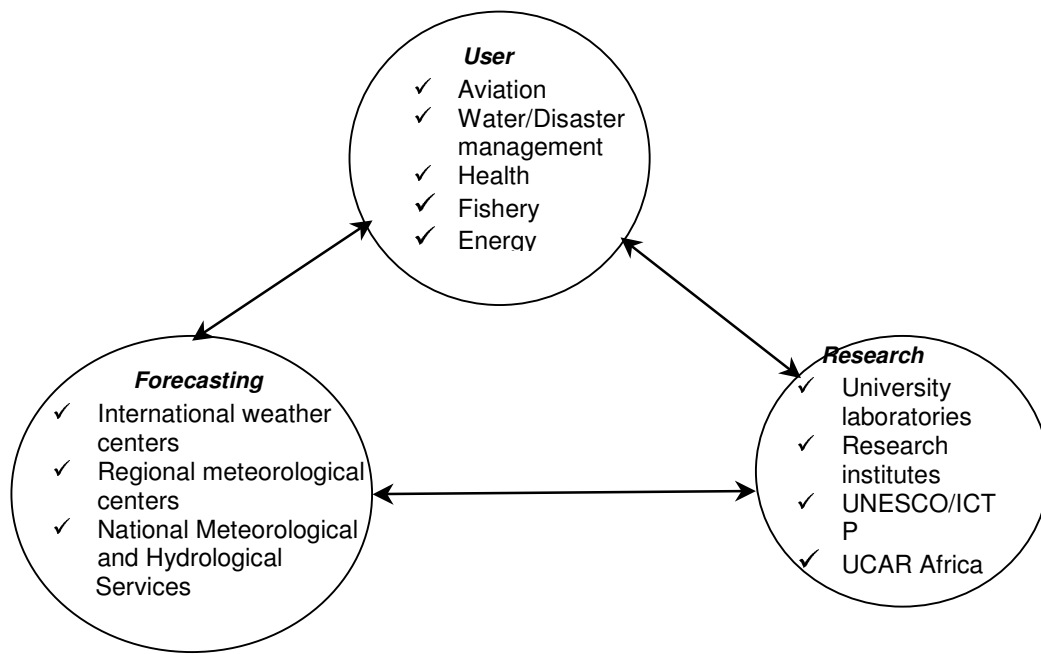 User
✓ Aviation
✓ Water/Disaster
management
✓ Health
✓ Fishery
✓ Energy
Forecasting
✓ International weather
centers
✓ Regional meteorological
centers
✓ National Meteorological
and Hydrological
Services
Research
✓ University
laboratories
✓ Research
institutes
✓ UNESCO/ICT
P
✓ UCAR Africa